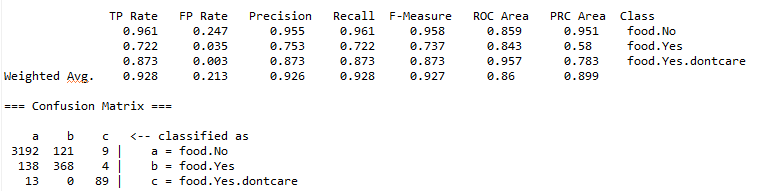 TP Rate FP Rate Precision Recall F-Measure ROC Area PRC Area Class
0.961 0.247 0.955 0.961 0.958 0.859 0.951 food.No
0.722 0.035 0.753 0.722 0.737 0.843 0.58 food.Yes
0.873 0.003 0.873 0.873 0.873 0.957 0.783 food.Yes.dontcare
Weighted Avg. 0.928 0.213 0.926 0.928 0.927 0.86 0.899
=== Confusion Matrix ===
a b c <-- classified as
3192 121 9 | a = food.No
138 368 4 | b = food.Yes
13 0 89 | c = food.Yes.dontcare